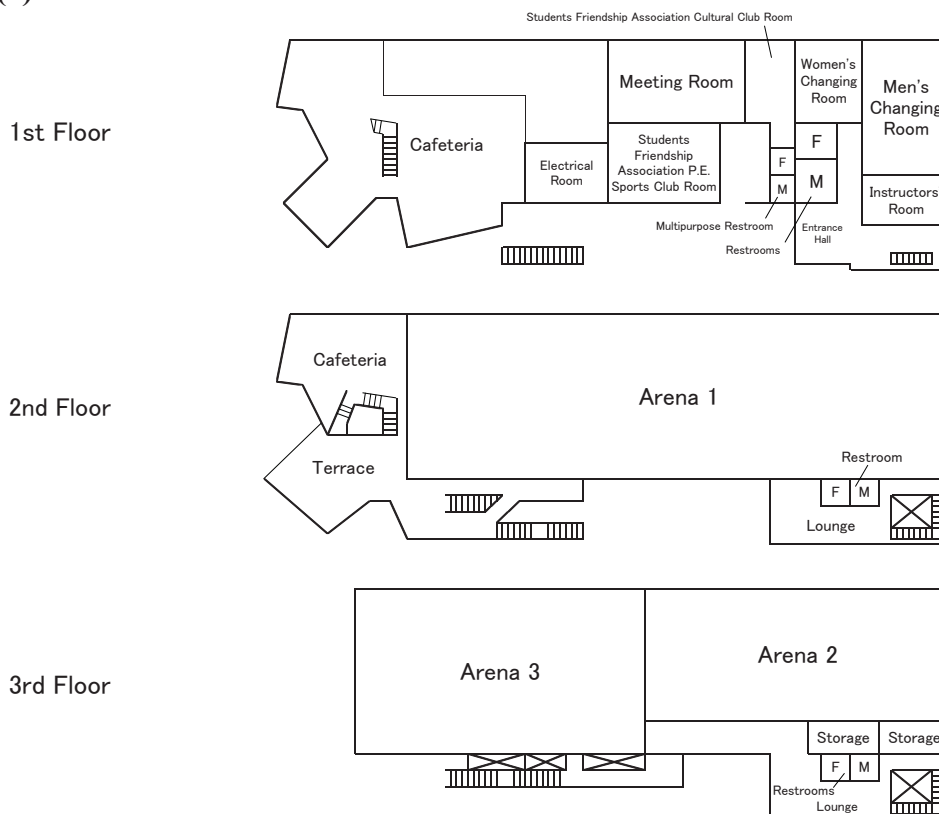 Students Friendship Association Cultural Club Room
1st Floor
Meeting Room
Women's
Changing
Room
Men's
Changing
Room
Cafeteria
Electrical
Room
Students
Friendship
Association P.E.
Sports Club Room
F
M
F
M
Instructors
Room
Multipurpose Restroom
Restrooms
Entrance
Hall
2nd Floor
Cafeteria
Arena 1
Terrace
Restroom
F
M
Lounge
3rd Floor
Arena 3
Arena 2
Storage
Storage
F
M
Restrooms
Lounge